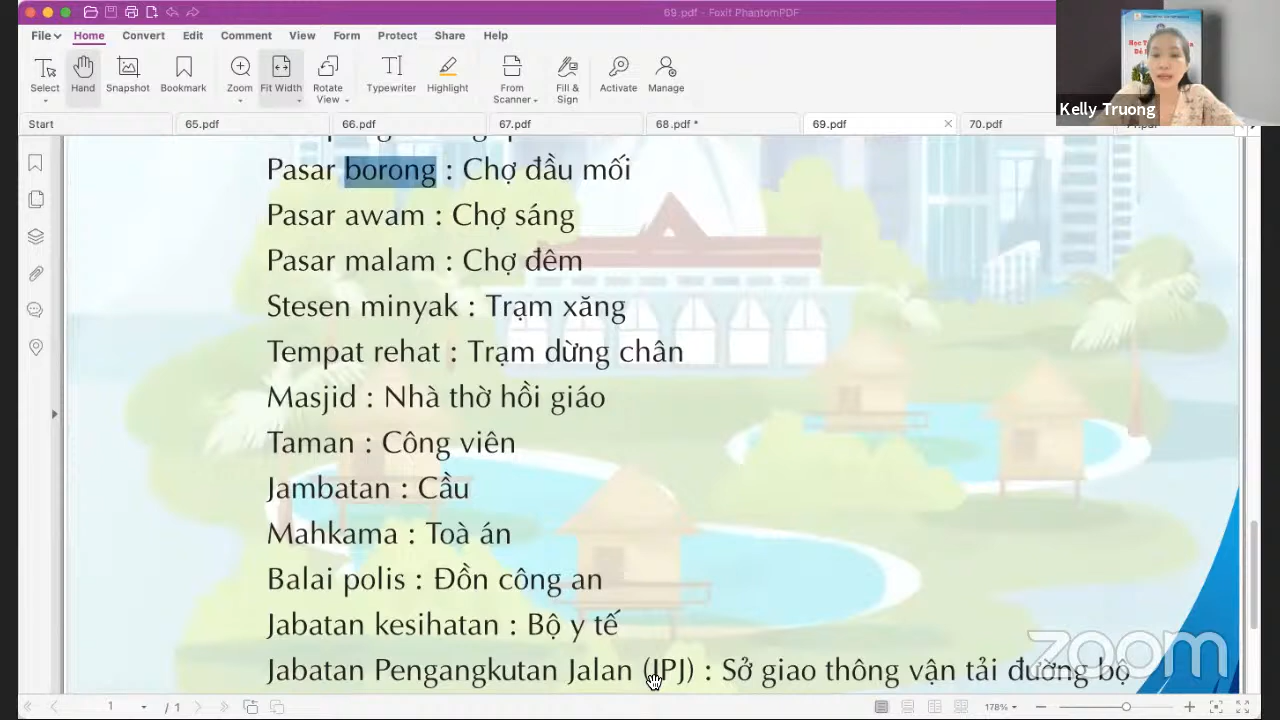 69.pdf - Foxit PhantomPDF
File Home Convert Edit Comment View Form Protect Share Help
Select Hand Snapshot Bookmark Zoom Fit Width Rotate View Typewriter Highlight From Scanner Fill & Sign Activate Manage
Kelly Truong
Start 65.pdf 66.pdf 67.pdf 68.pdf * 69.pdf 70.pdf
Pasar borong : Chợ đầu mối
Pasar awam : Chợ sáng
Pasar malam : Chợ đêm
Stesen minyak : Trạm xăng
Tempat rehat : Trạm dừng chân
Masjid : Nhà thờ hồi giáo
Taman : Công viên
Jambatan : Cầu
Mahkama : Toà án
Balai polis : Đồn công an
Jabatan kesihatan : Bộ y tế
Jabatan Pengangkutan Jalan (JPJ) : Sở giao thông vận tải đường bộ
zoom
1 / 1 178%